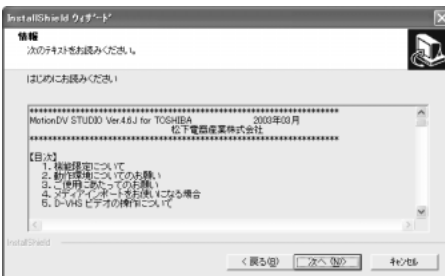 InstallShield ウィザード
情報
次のテキストをお読みください。
はじめにお読みください
MotionDV STUDIO Ver.4.6J for TOSHIBA 2003年03月
松下電器産業株式会社
【目次】
1. 機能限定について
2. 動作環境についてのお願い
3. ご使用にあたってのお願い
4. メディアインポートをお使いになる場合
5. D-VHS ビデオの操作について
InstallShield
< 戻る(B) 次へ(N)> キャンセル